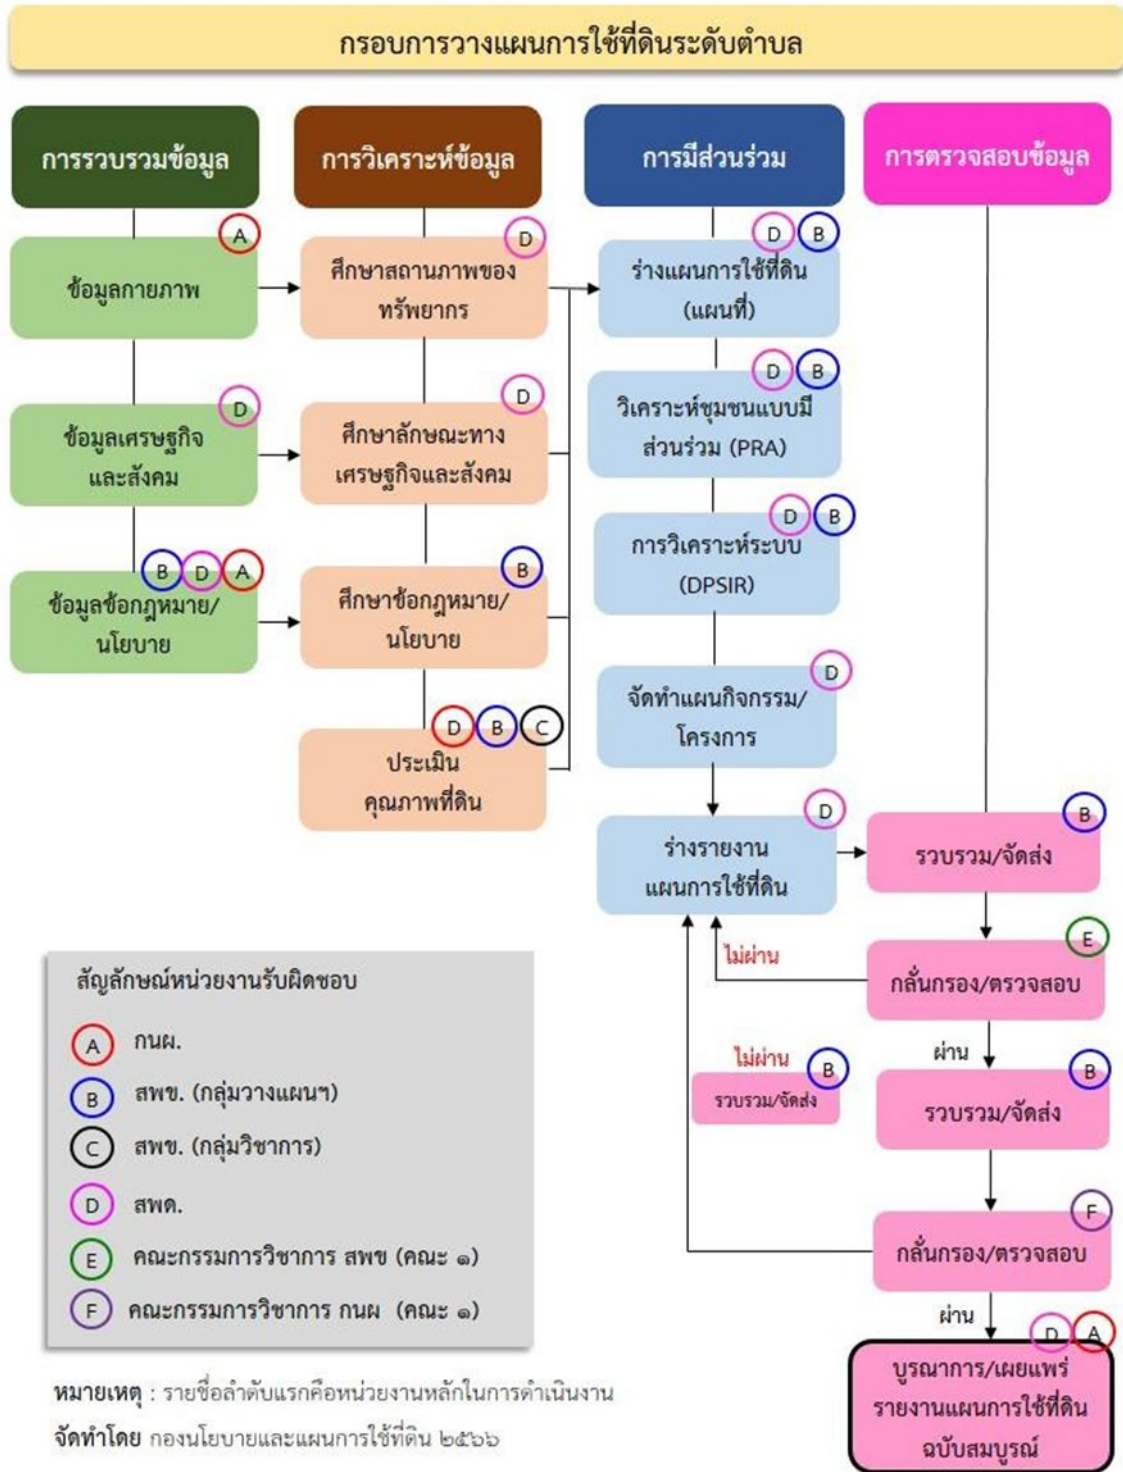 กรอบการวางแผนการใช้ที่ดินระดับตำบล
การรวบรวมข้อมูล
A
ข้อมูลกายภาพ
D
ข้อมูลเศรษฐกิจ
และสังคม
B D A
ข้อมูลข้อกฎหมาย/
นโยบาย
การวิเคราะห์ข้อมูล
D
ศึกษาสถานภาพของ
ทรัพยากร
D
ศึกษาลักษณะทาง
เศรษฐกิจและสังคม
B
ศึกษาข้อกฎหมาย/
นโยบาย
D B C
ประเมิน
คุณภาพที่ดิน
การมีส่วนร่วม
D B
ร่างแผนการใช้ที่ดิน
(แผนที่)
D B
วิเคราะห์ชุมชนแบบมี
ส่วนร่วม (PRA)
D B
การวิเคราะห์ระบบ
(DPSIR)
D
จัดทำแผนกิจกรรม/
โครงการ
D
ร่างรายงาน
แผนการใช้ที่ดิน
การตรวจสอบข้อมูล
B
รวบรวม/จัดส่ง
E
กลั่นกรอง/ตรวจสอบ
ไม่ผ่าน
ผ่าน
B
รวบรวม/จัดส่ง
ไม่ผ่าน
B
รวบรวม/จัดส่ง
F
กลั่นกรอง/ตรวจสอบ
ผ่าน
D A
บูรณาการ/เผยแพร่
รายงานแผนการใช้ที่ดิน
ฉบับสมบูรณ์
สัญลักษณ์หน่วยงานรับผิดชอบ
A กนผ.
B สพข. (กลุ่มวางแผนฯ)
C สพข. (กลุ่มวิชาการ)
D สพด.
E คณะกรรมการวิชาการ สพข (คณะ ๑)
F คณะกรรมการวิชาการ กนผ (คณะ ๑)
หมายเหตุ : รายชื่อลำดับแรกคือหน่วยงานหลักในการดำเนินงาน
จัดทำโดย กองนโยบายและแผนการใช้ที่ดิน ๒๕๖๖